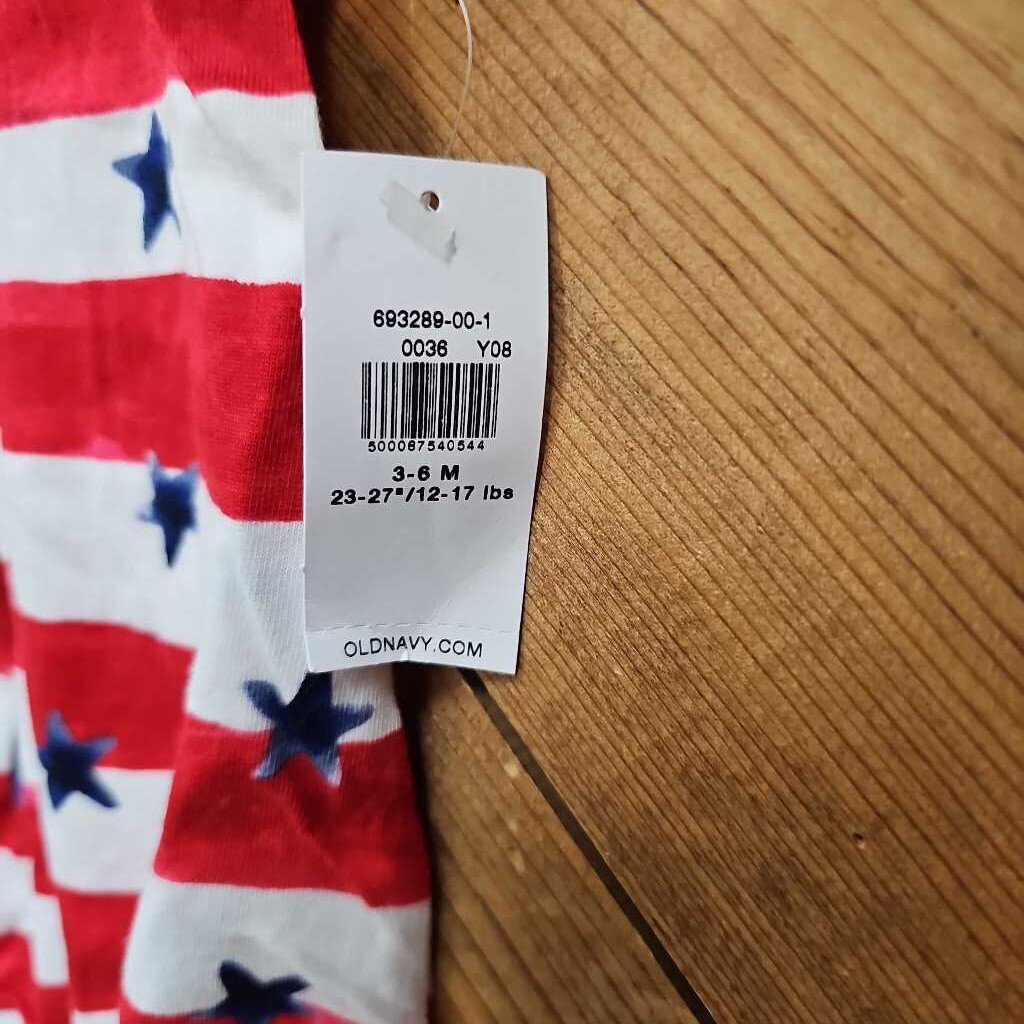 693289-00-1
0036 Y08
500067540544
3-6 M
23-27"/12-17 lbs
OLDNAVY.COM